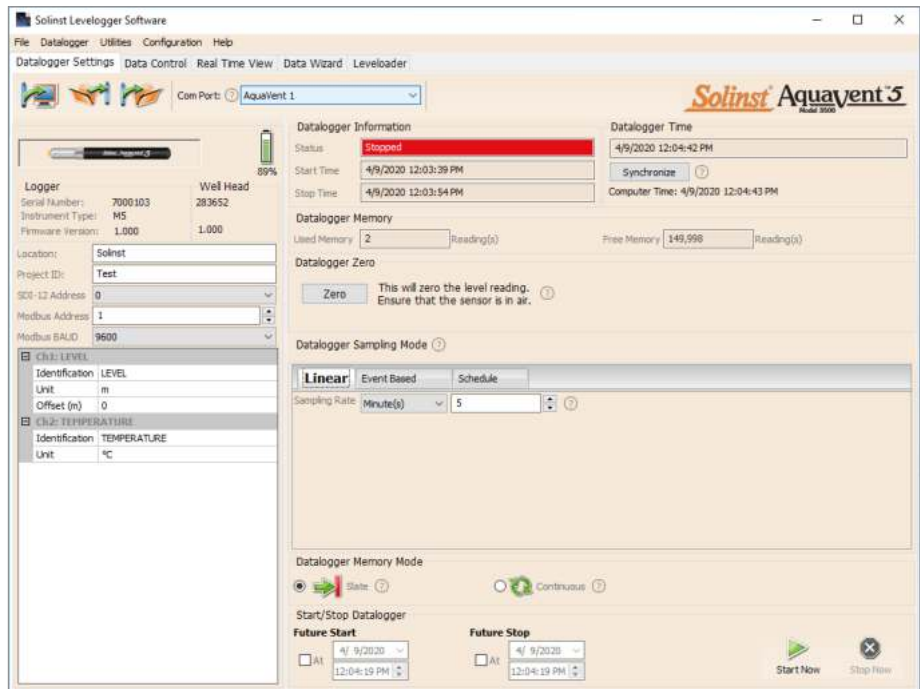 Solinst Levelogger Software
File Datalogger Utilities Configuration Help
Datalogger Settings Data Control Real Time View Data Wizard Leveloader
Com Port: ? AquaVent 1
Solinst Aquavent 5
Model 3500
89%
Logger Well Head
Serial Number: 7000103 283652
Instrument Type: M5
Firmware Version: 1.000 1.000
Location: Solinst
Project ID: Test
SDI-12 Address 0
Modbus Address 1
Modbus BAUD 9600
Ch1: LEVEL
Identification LEVEL
Unit m
Offset (m) 0
Ch2: TEMPERATURE
Identification TEMPERATURE
Unit °C
Datalogger Information
Status Stopped
Start Time 4/9/2020 12:03:39 PM
Stop Time 4/9/2020 12:03:54 PM
Datalogger Time
4/9/2020 12:04:42 PM
Synchronize ?
Computer Time: 4/9/2020 12:04:43 PM
Datalogger Memory
Used Memory 2 Reading(s) Free Memory 149,998 Reading(s)
Datalogger Zero
Zero
This will zero the level reading.
Ensure that the sensor is in air. ?
Datalogger Sampling Mode ?
Linear Event Based Schedule
Sampling Rate Minute(s) 5 ?
Datalogger Memory Mode
Slate ? Continuous ?
Start/Stop Datalogger
Future Start Future Stop
At 4/ 9/2020 At 4/ 9/2020
12:04:19 PM 12:04:19 PM
Start Now Stop Now